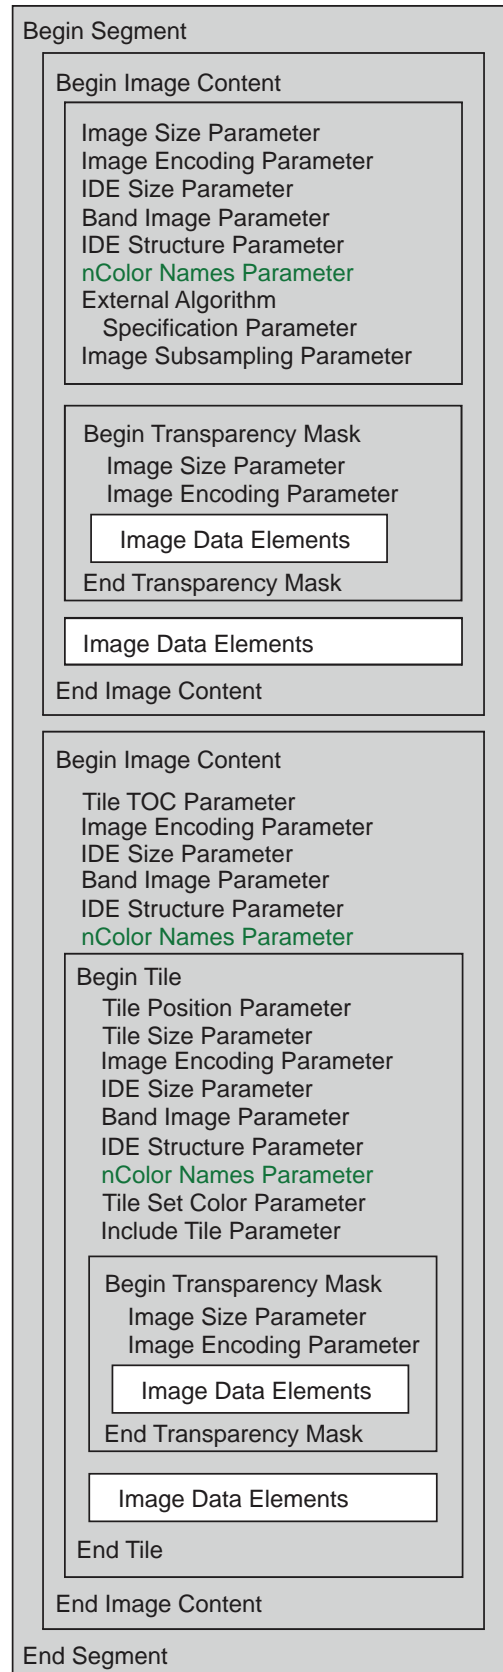 Begin Segment
Begin Image Content
Image Size Parameter
Image Encoding Parameter
IDE Size Parameter
Band Image Parameter
IDE Structure Parameter
nColor Names Parameter
External Algorithm
Specification Parameter
Image Subsampling Parameter
Begin Transparency Mask
Image Size Parameter
Image Encoding Parameter
Image Data Elements
End Transparency Mask
Image Data Elements
End Image Content
Begin Image Content
Tile TOC Parameter
Image Encoding Parameter
IDE Size Parameter
Band Image Parameter
IDE Structure Parameter
nColor Names Parameter
Begin Tile
Tile Position Parameter
Tile Size Parameter
Image Encoding Parameter
IDE Size Parameter
Band Image Parameter
IDE Structure Parameter
nColor Names Parameter
Tile Set Color Parameter
Include Tile Parameter
Begin Transparency Mask
Image Size Parameter
Image Encoding Parameter
Image Data Elements
End Transparency Mask
Image Data Elements
End Tile
End Image Content
End Segment